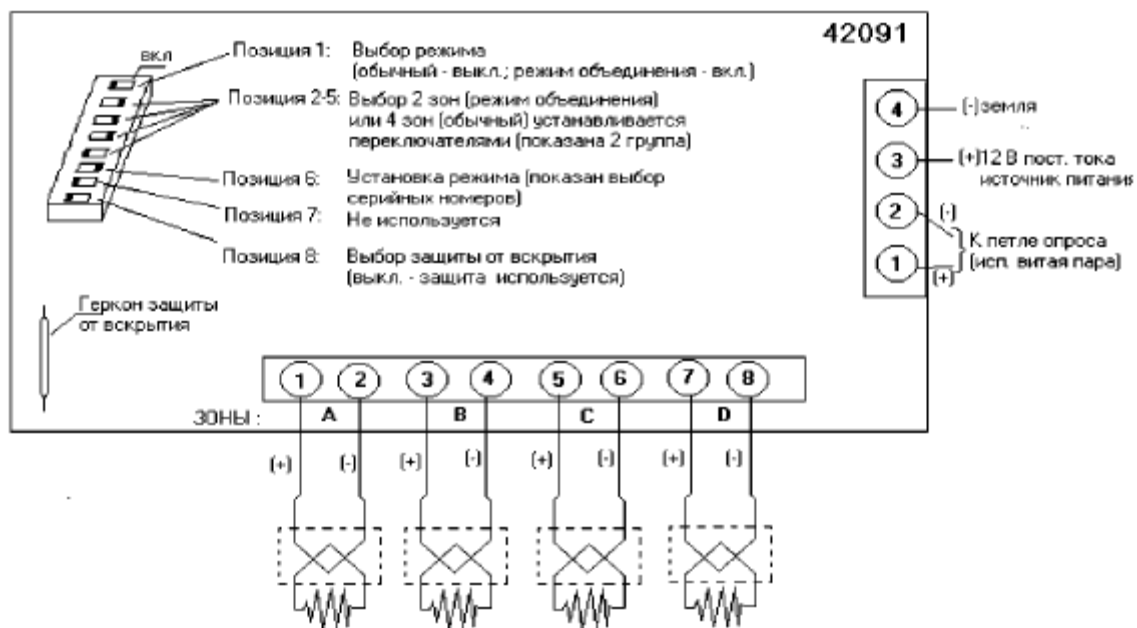 42091
вкл
Позиция 1: Выбор режима
(обычный - выкл.; режим объединения - вкл.)
Позиция 2-5: Выбор 2 зон (режим объединения)
или 4 зон (обычный) устанавливается
переключателями (показана 2 группа)
Позиция 6: Установка режима (показан выбор
серийных номеров)
Позиция 7: Не используется
Позиция 8: Выбор защиты от вскрытия
(выкл. - защита используется)
Геркон защиты
от вскрытия
4 (-) земля
3 (+) 12 В пост. тока
источник питания
2 (-)
К петле опроса
(исп. витая пара)
1 (+)
1 2 3 4 5 6 7 8
ЗОНЫ : A B C D
(+) (-) (+) (-) (+) (-) (+) (-)